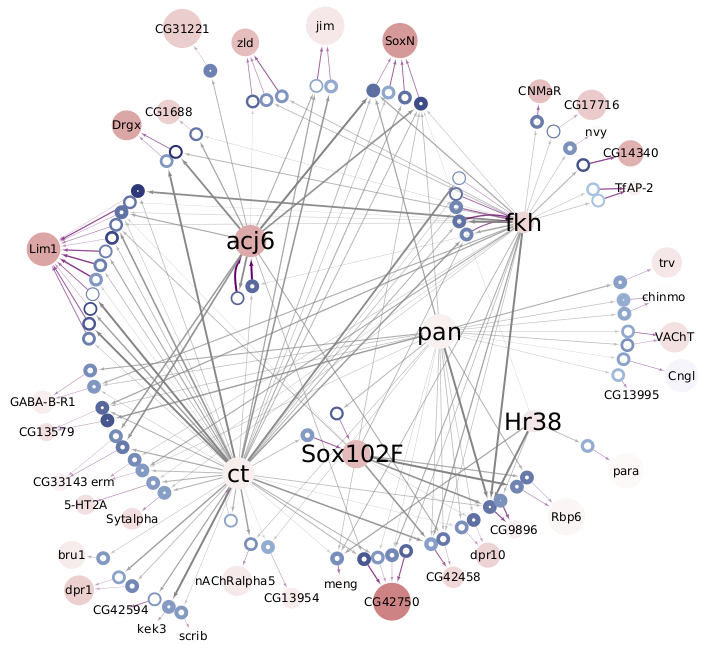 jim
CG31221
zld
SoxN
CNMaR
CG17716
CG1688
Drgx
nvy
CG14340
TfAP-2
fkh
acj6
Lim1
trv
chinmo
pan
VAChT
Cngl
CG13995
GABA-B-R1
CG13579
Hr38
Sox102F
ct
para
CG33143 erm
5-HT2A
Sytalpha
Rbp6
CG9896
bru1
dpr10
nAChRalpha5
meng
CG42458
dpr1
CG13954
CG42750
CG42594
kek3
scrib